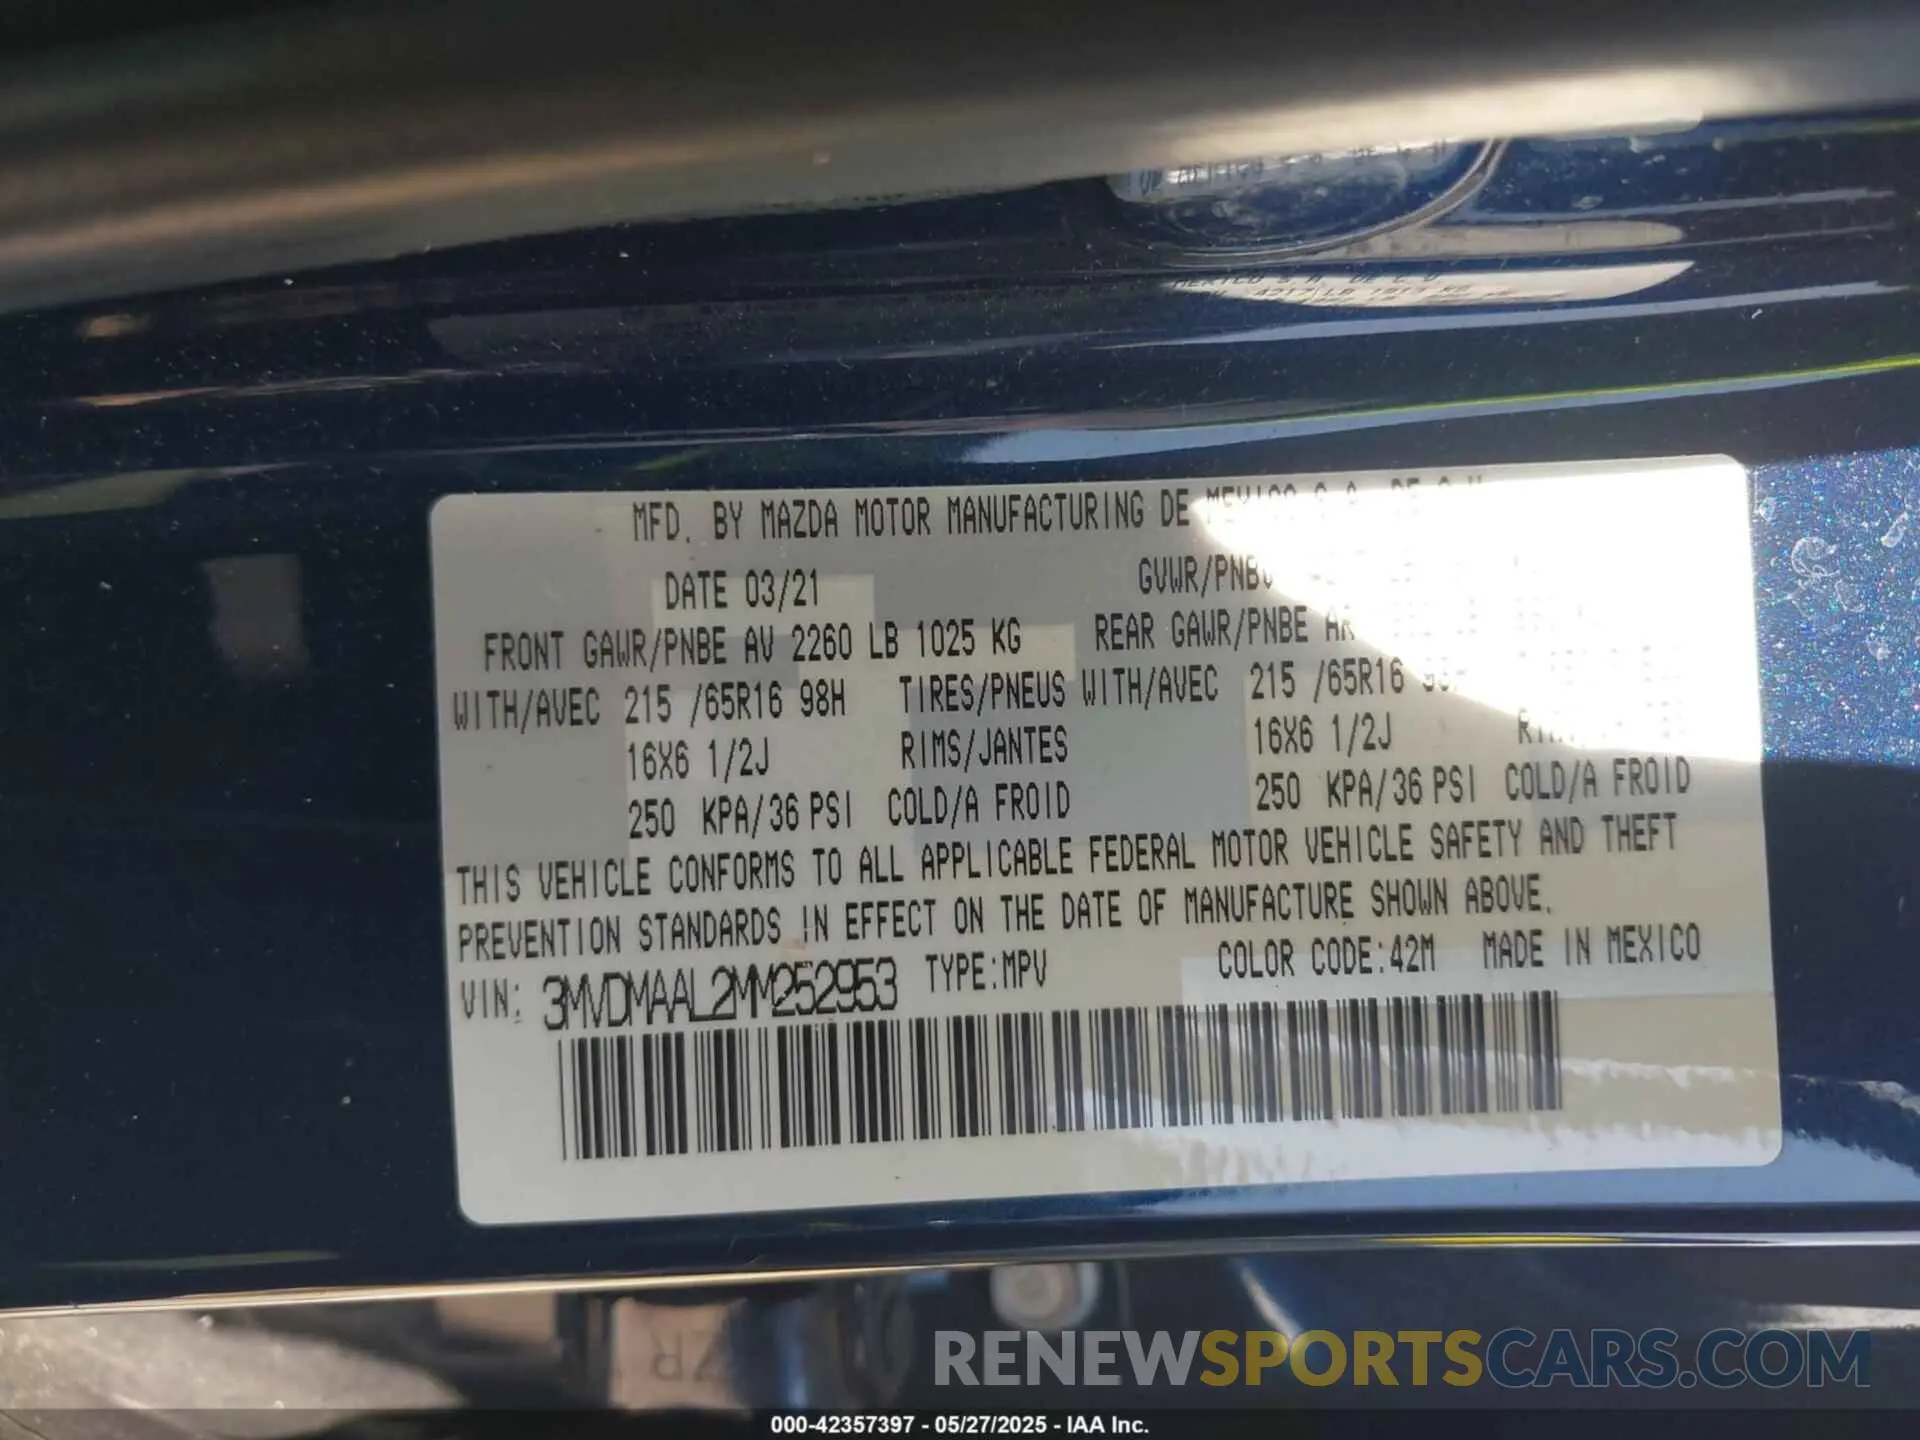 MFD. BY MAZDA MOTOR MANUFACTURING DE MEXICO S.A. DE C.V.
DATE 03/21 GVWR/PNBV
FRONT GAWR/PNBE AV 2260 LB 1025 KG REAR GAWR/PNBE AR
WITH/AVEC 215 /65R16 98H TIRES/PNEUS WITH/AVEC 215 /65R16
16X6 1/2J RIMS/JANTES 16X6 1/2J
250 KPA/36 PSI COLD/A FROID 250 KPA/36 PSI COLD/A FROID
THIS VEHICLE CONFORMS TO ALL APPLICABLE FEDERAL MOTOR VEHICLE SAFETY AND THEFT
PREVENTION STANDARDS IN EFFECT ON THE DATE OF MANUFACTURE SHOWN ABOVE.
VIN: 3MVDMAAL2MM252953 TYPE:MPV COLOR CODE:42M MADE IN MEXICO
RENEWSPORTSCARS.COM
000-42357397 - 05/27/2025 - IAA Inc.